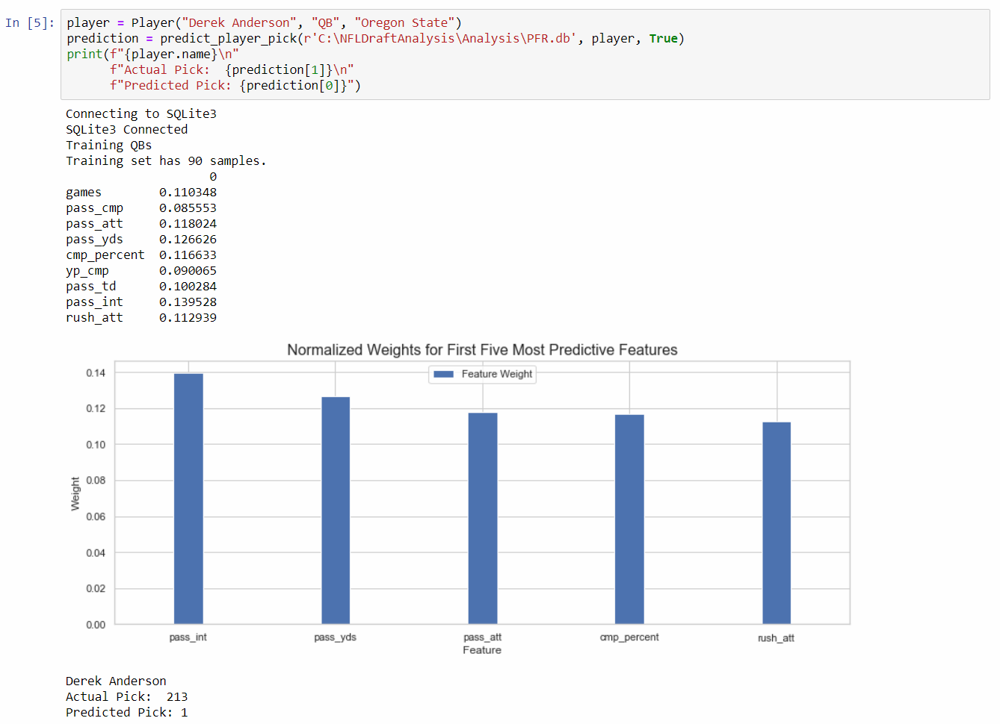 In [5]: player = Player("Derek Anderson", "QB", "Oregon State")
prediction = predict_player_pick(r'C:\NFLDraftAnalysis\Analysis\PFR.db', player, True)
print(f"{player.name}\n"
f"Actual Pick:  {prediction[1]}\n"
f"Predicted Pick: {prediction[0]}")
Connecting to SQLite3
SQLite3 Connected
Training QBs
Training set has 90 samples.
0
games 0.110348
pass_cmp 0.085553
pass_att 0.118024
pass_yds 0.126626
cmp_percent 0.116633
yp_cmp 0.090065
pass_td 0.100284
pass_int 0.139528
rush_att 0.112939
Normalized Weights for First Five Most Predictive Features
Feature Weight
0.14
0.12
0.10
0.08
0.06
0.04
0.02
0.00
Weight
pass_int pass_yds pass_att cmp_percent rush_att
Feature
Derek Anderson
Actual Pick:  213
Predicted Pick: 1